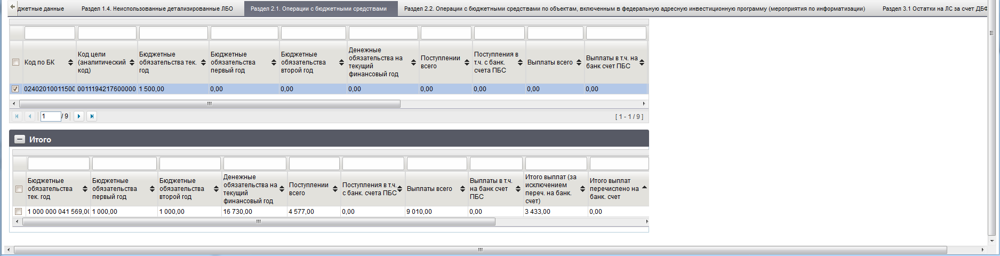 джетные данные   Раздел 1.4. Неиспользованные детализированные ЛБО   Раздел 2.1. Операции с бюджетными средствами   Раздел 2.2. Операции с бюджетными средствами по объектам, включенным в федеральную адресную инвестиционную программу (мероприятия по информатизации)   Раздел 3.1 Остатки на ЛС за счет ДБФ
Код по БК
Код цели
(аналитический
код)
Бюджетные
обязательства тек.
год
Бюджетные
обязательства
первый год
Бюджетные
обязательства
второй год
Денежные
обязательства на
текущий
финансовый год
Поступлении
всего
Поступления в
т.ч. с банк.
счета ПБС
Выплаты всего
Выплаты в т.ч. на
банк счет ПБС
02402010011500   0011194217600000   1 500,00   0,00   0,00   0,00   0,00   0,00   0,00   0,00
1 / 9   [ 1 - 1 / 9 ]
Итого
Бюджетные
обязательства
тек. год
Бюджетные
обязательства
первый год
Бюджетные
обязательства
второй год
Денежные
обязательства на
текущий
финансовый год
Поступлении
всего
Поступления в т.ч.
с банк. счета ПБС
Выплаты всего
Выплаты в т.ч.
на банк счет
ПБС
Итого выплат (за
исключением
переч. на банк.
счет)
Итого выплат
перечислено на
банк. счет
1 000 000 041 569,00   1 000,00   1 000,00   16 730,00   4 577,00   0,00   9 010,00   0,00   3 433,00   0,00